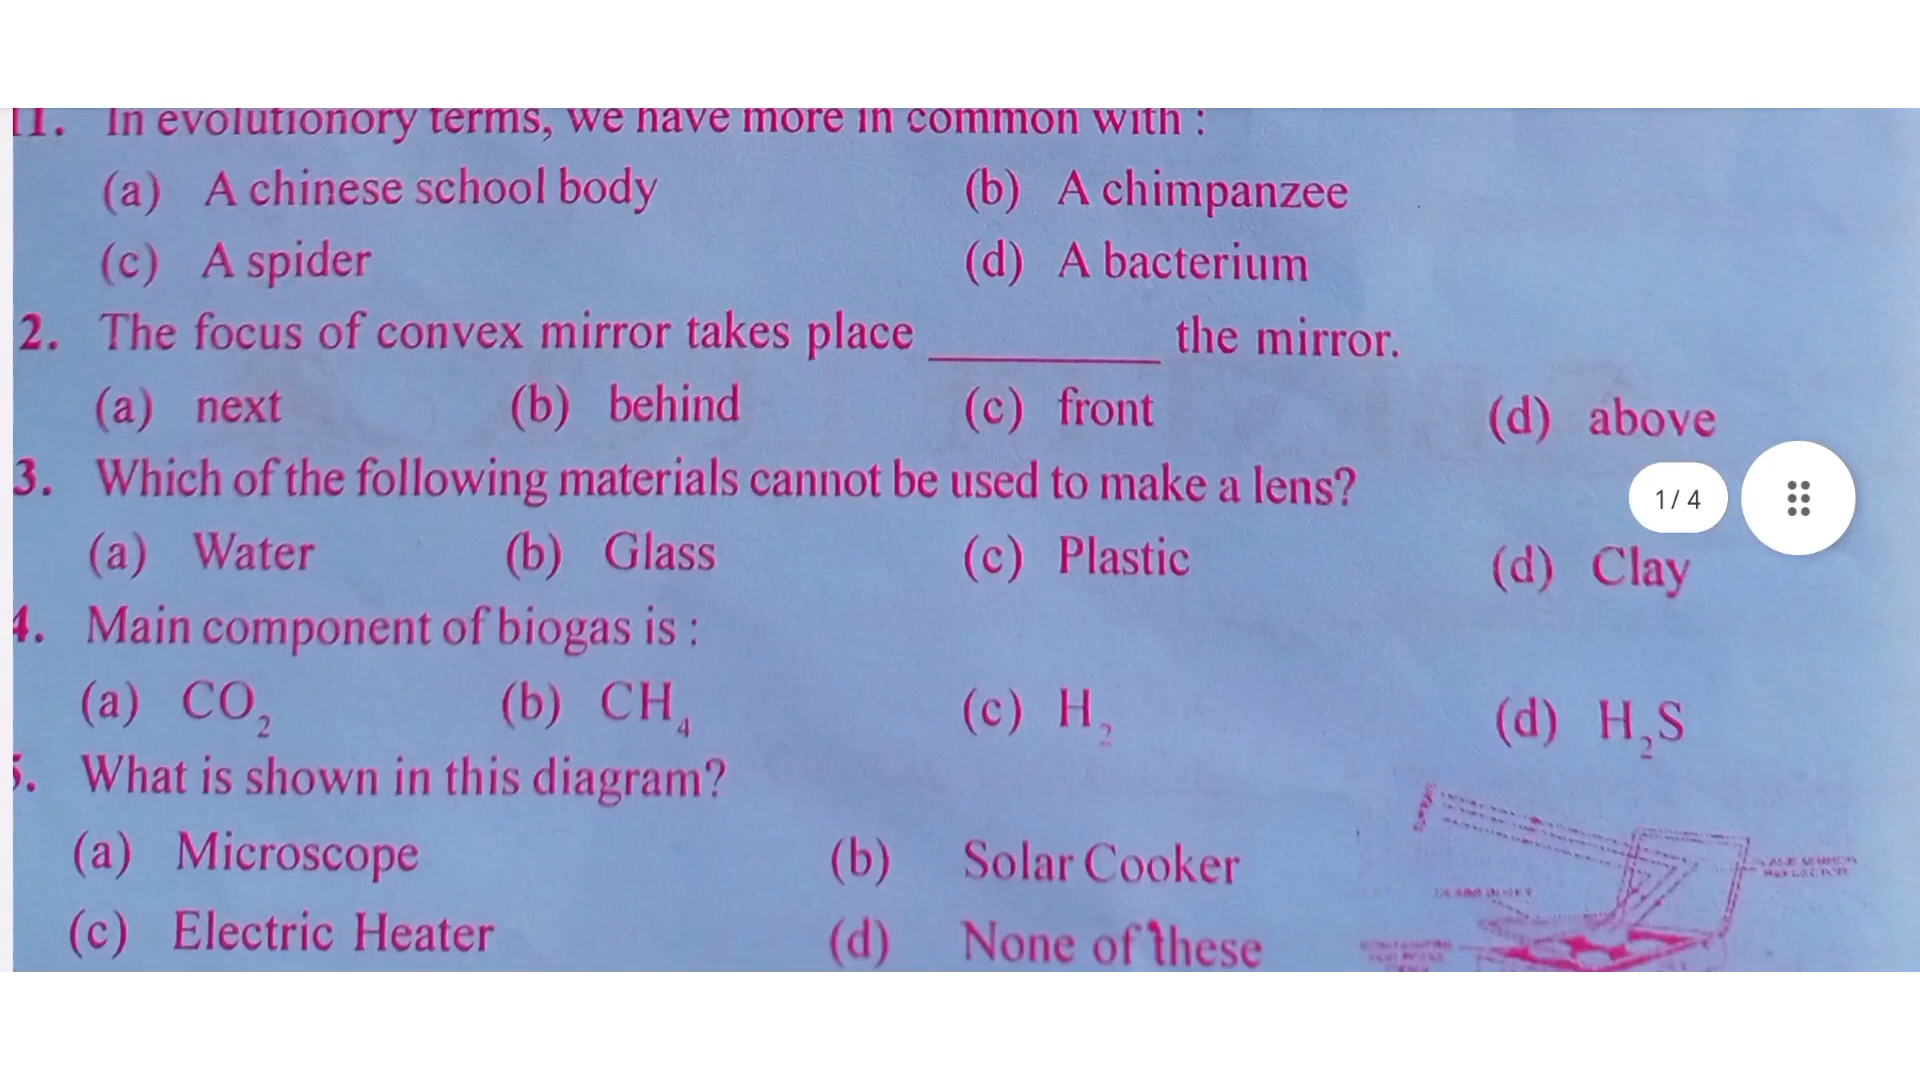 11. In evolutionory terms, we have more in common with :
(a) A chinese school body (b) A chimpanzee
(c) A spider (d) A bacterium
2. The focus of convex mirror takes place ________ the mirror.
(a) next (b) behind (c) front (d) above
3. Which of the following materials cannot be used to make a lens?
1 / 4
(a) Water (b) Glass (c) Plastic (d) Clay
4. Main component of biogas is :
(a) CO₂ (b) CH₄ (c) H₂ (d) H₂S
5. What is shown in this diagram?
(a) Microscope (b) Solar Cooker
(c) Electric Heater (d) None of these